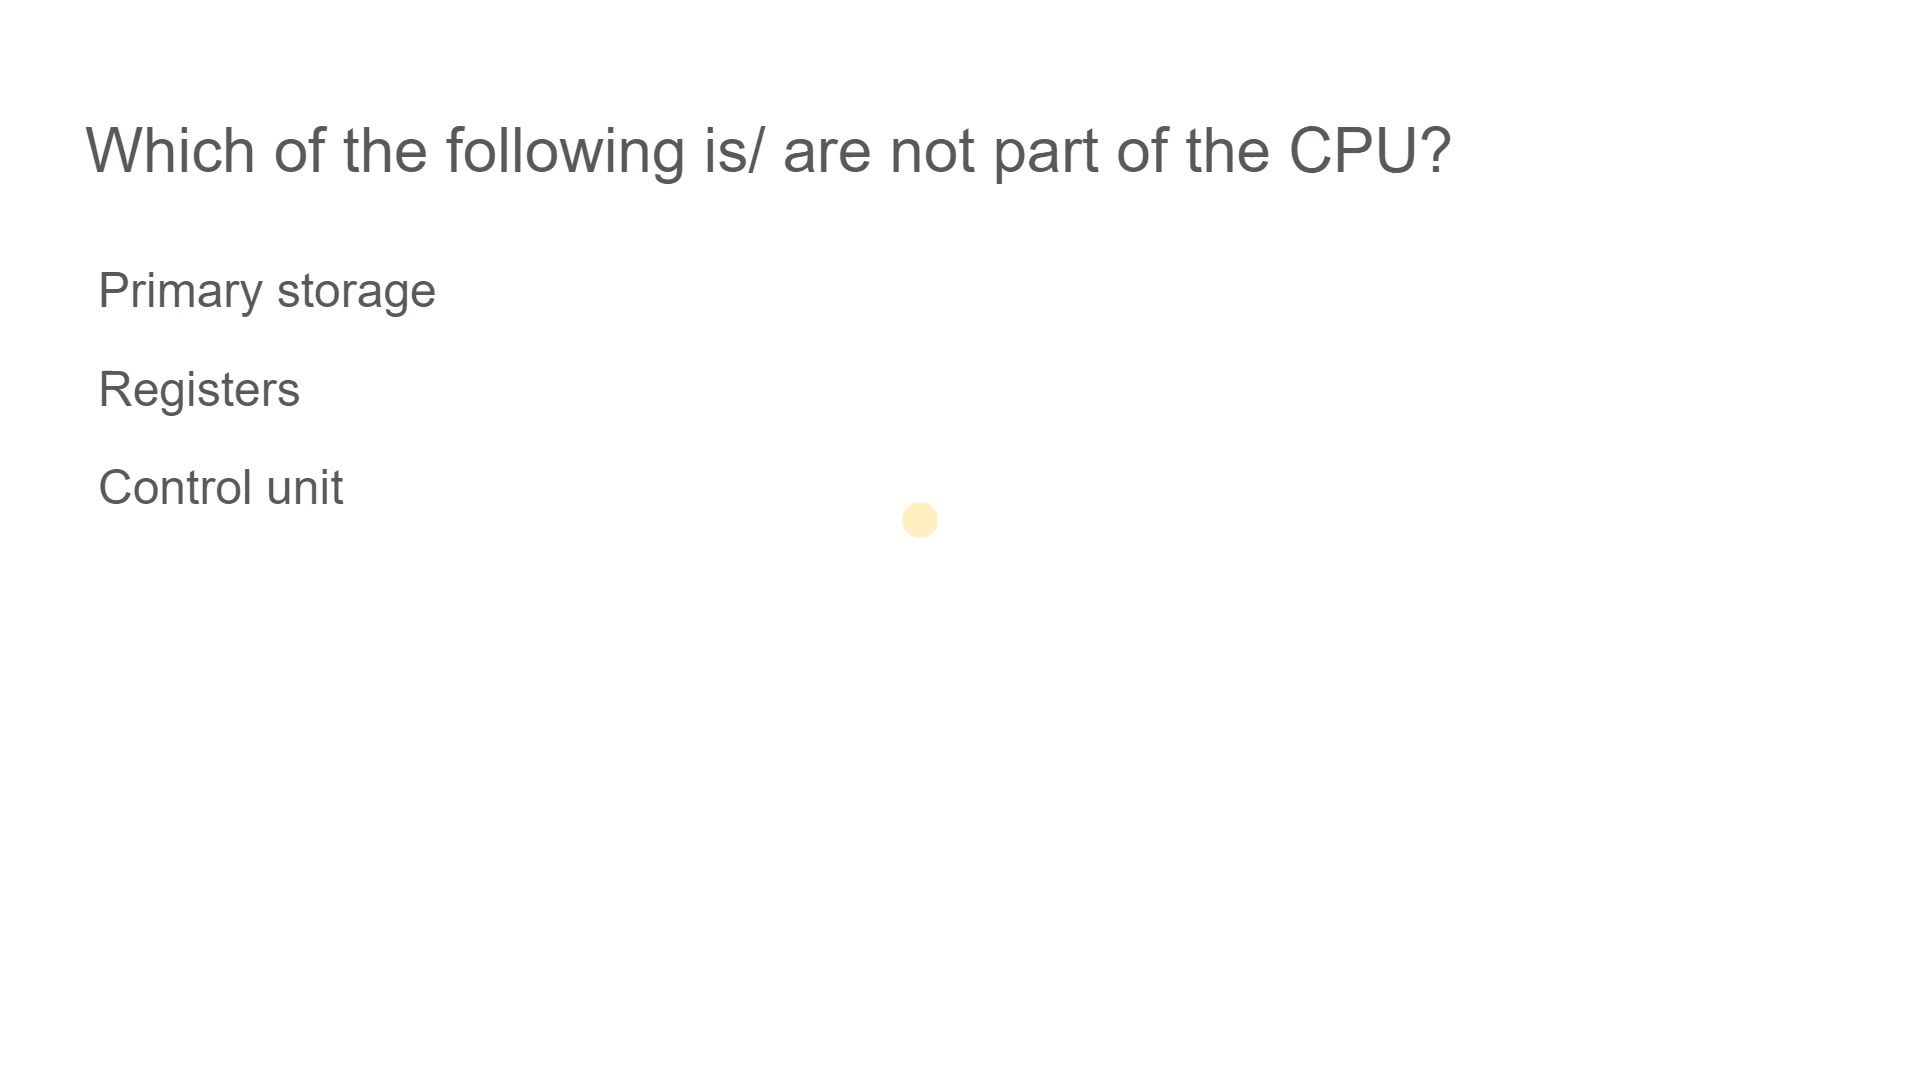 Which of the following is/ are not part of the CPU?
Primary storage
Registers
Control unit